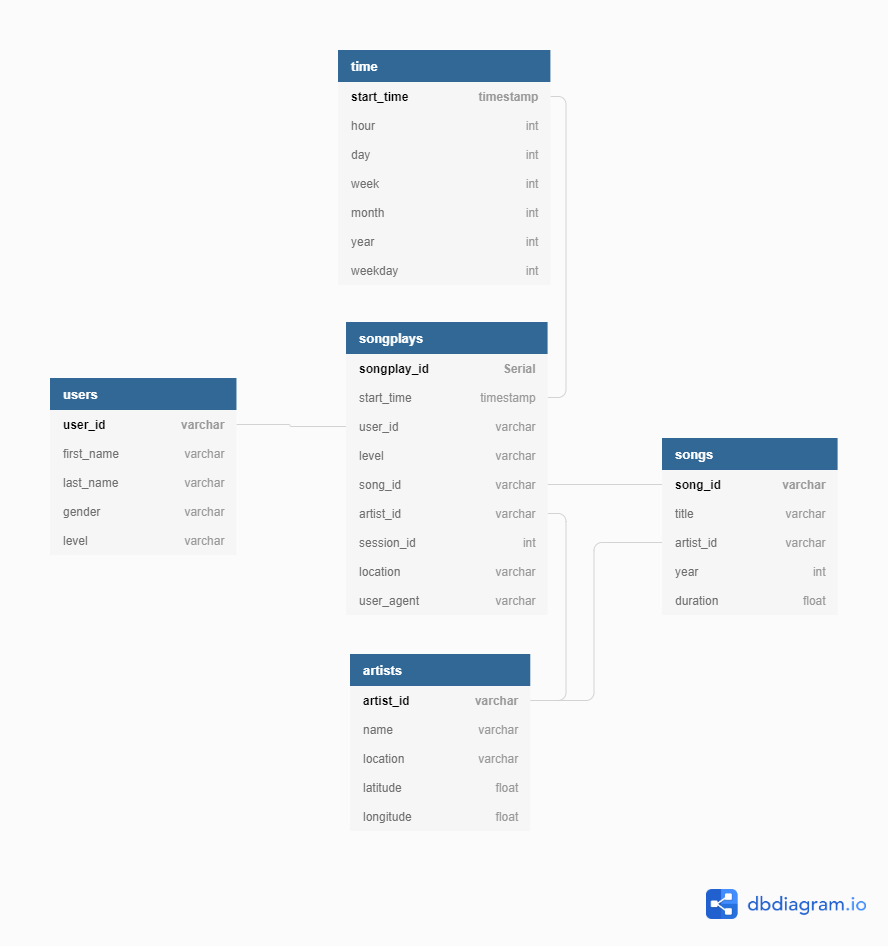 time
start_time timestamp
hour int
day int
week int
month int
year int
weekday int
songplays
songplay_id Serial
start_time timestamp
user_id varchar
level varchar
song_id varchar
artist_id varchar
session_id int
location varchar
user_agent varchar
users
user_id varchar
first_name varchar
last_name varchar
gender varchar
level varchar
songs
song_id varchar
title varchar
artist_id varchar
year int
duration float
artists
artist_id varchar
name varchar
location varchar
latitude float
longitude float
dbdiagram.io